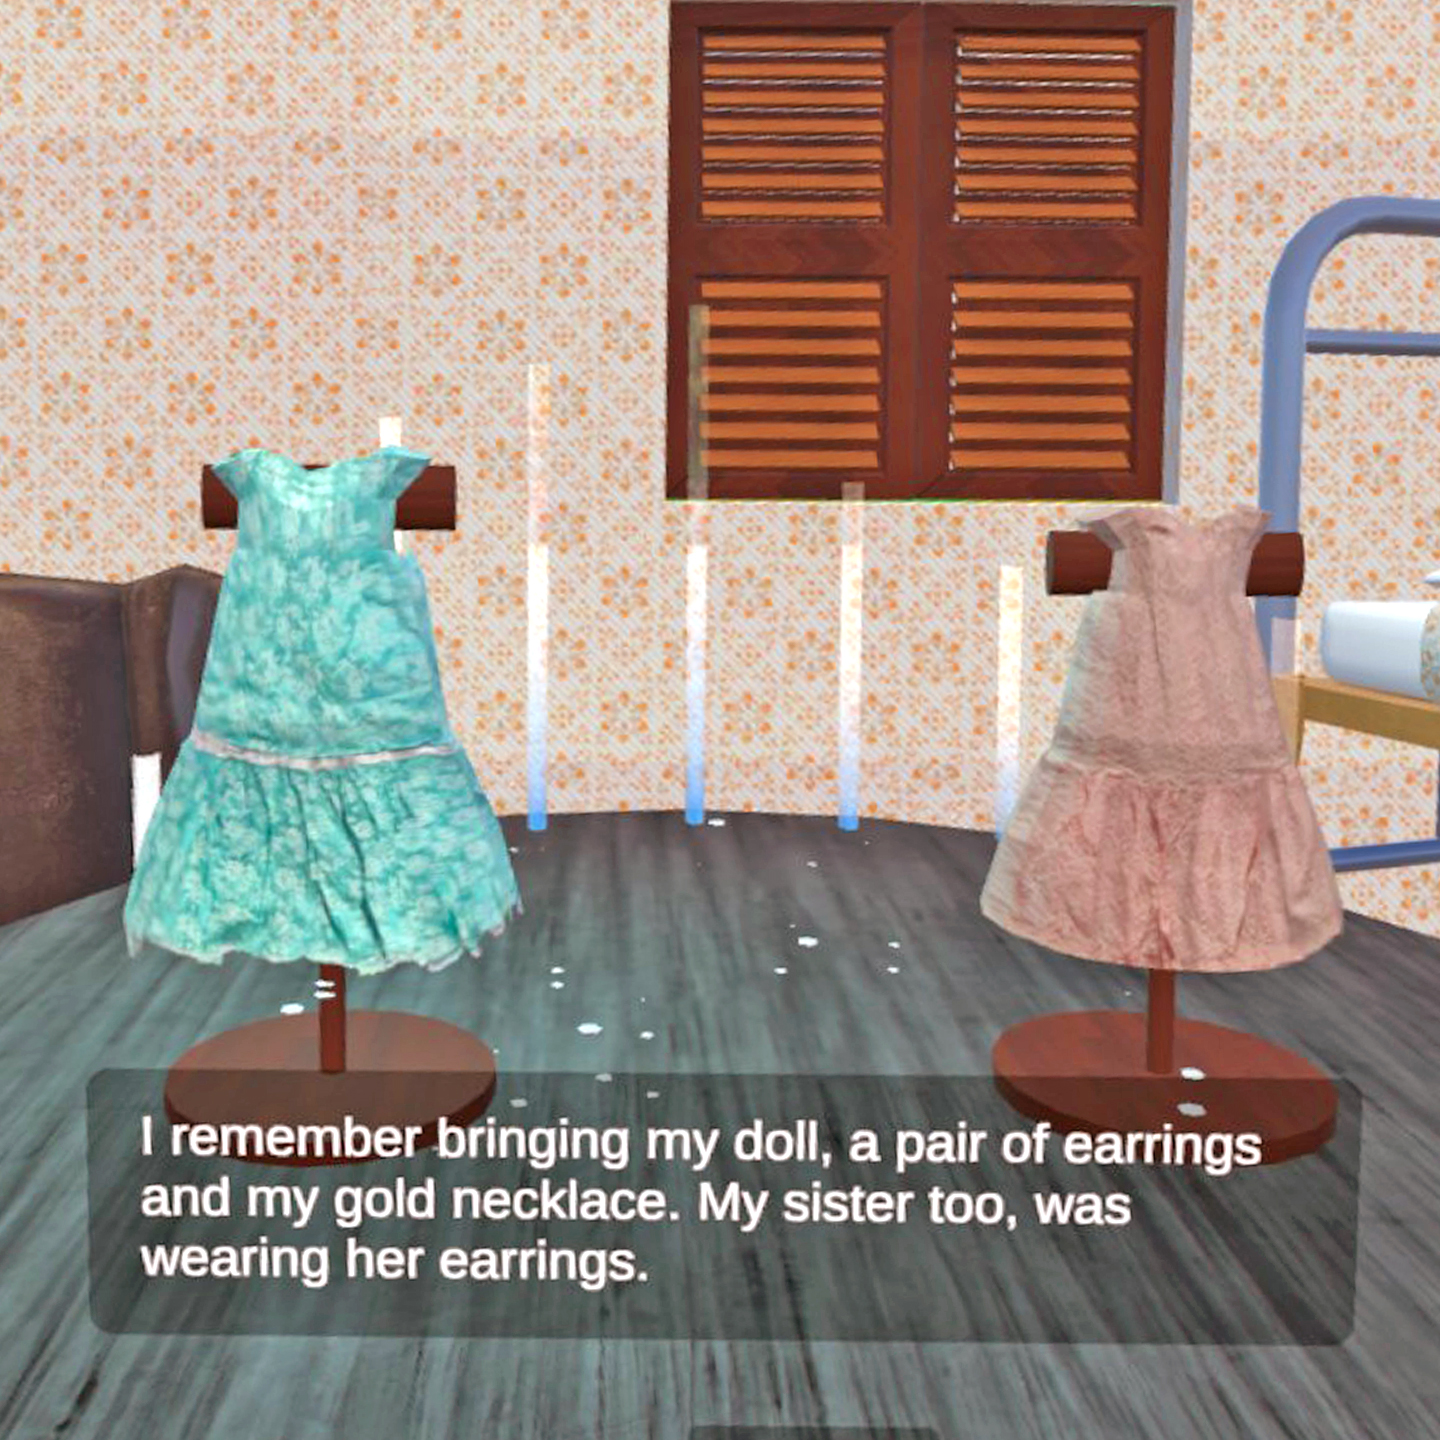 I remember bringing my doll, a pair of earrings
and my gold necklace. My sister too, was
wearing her earrings.